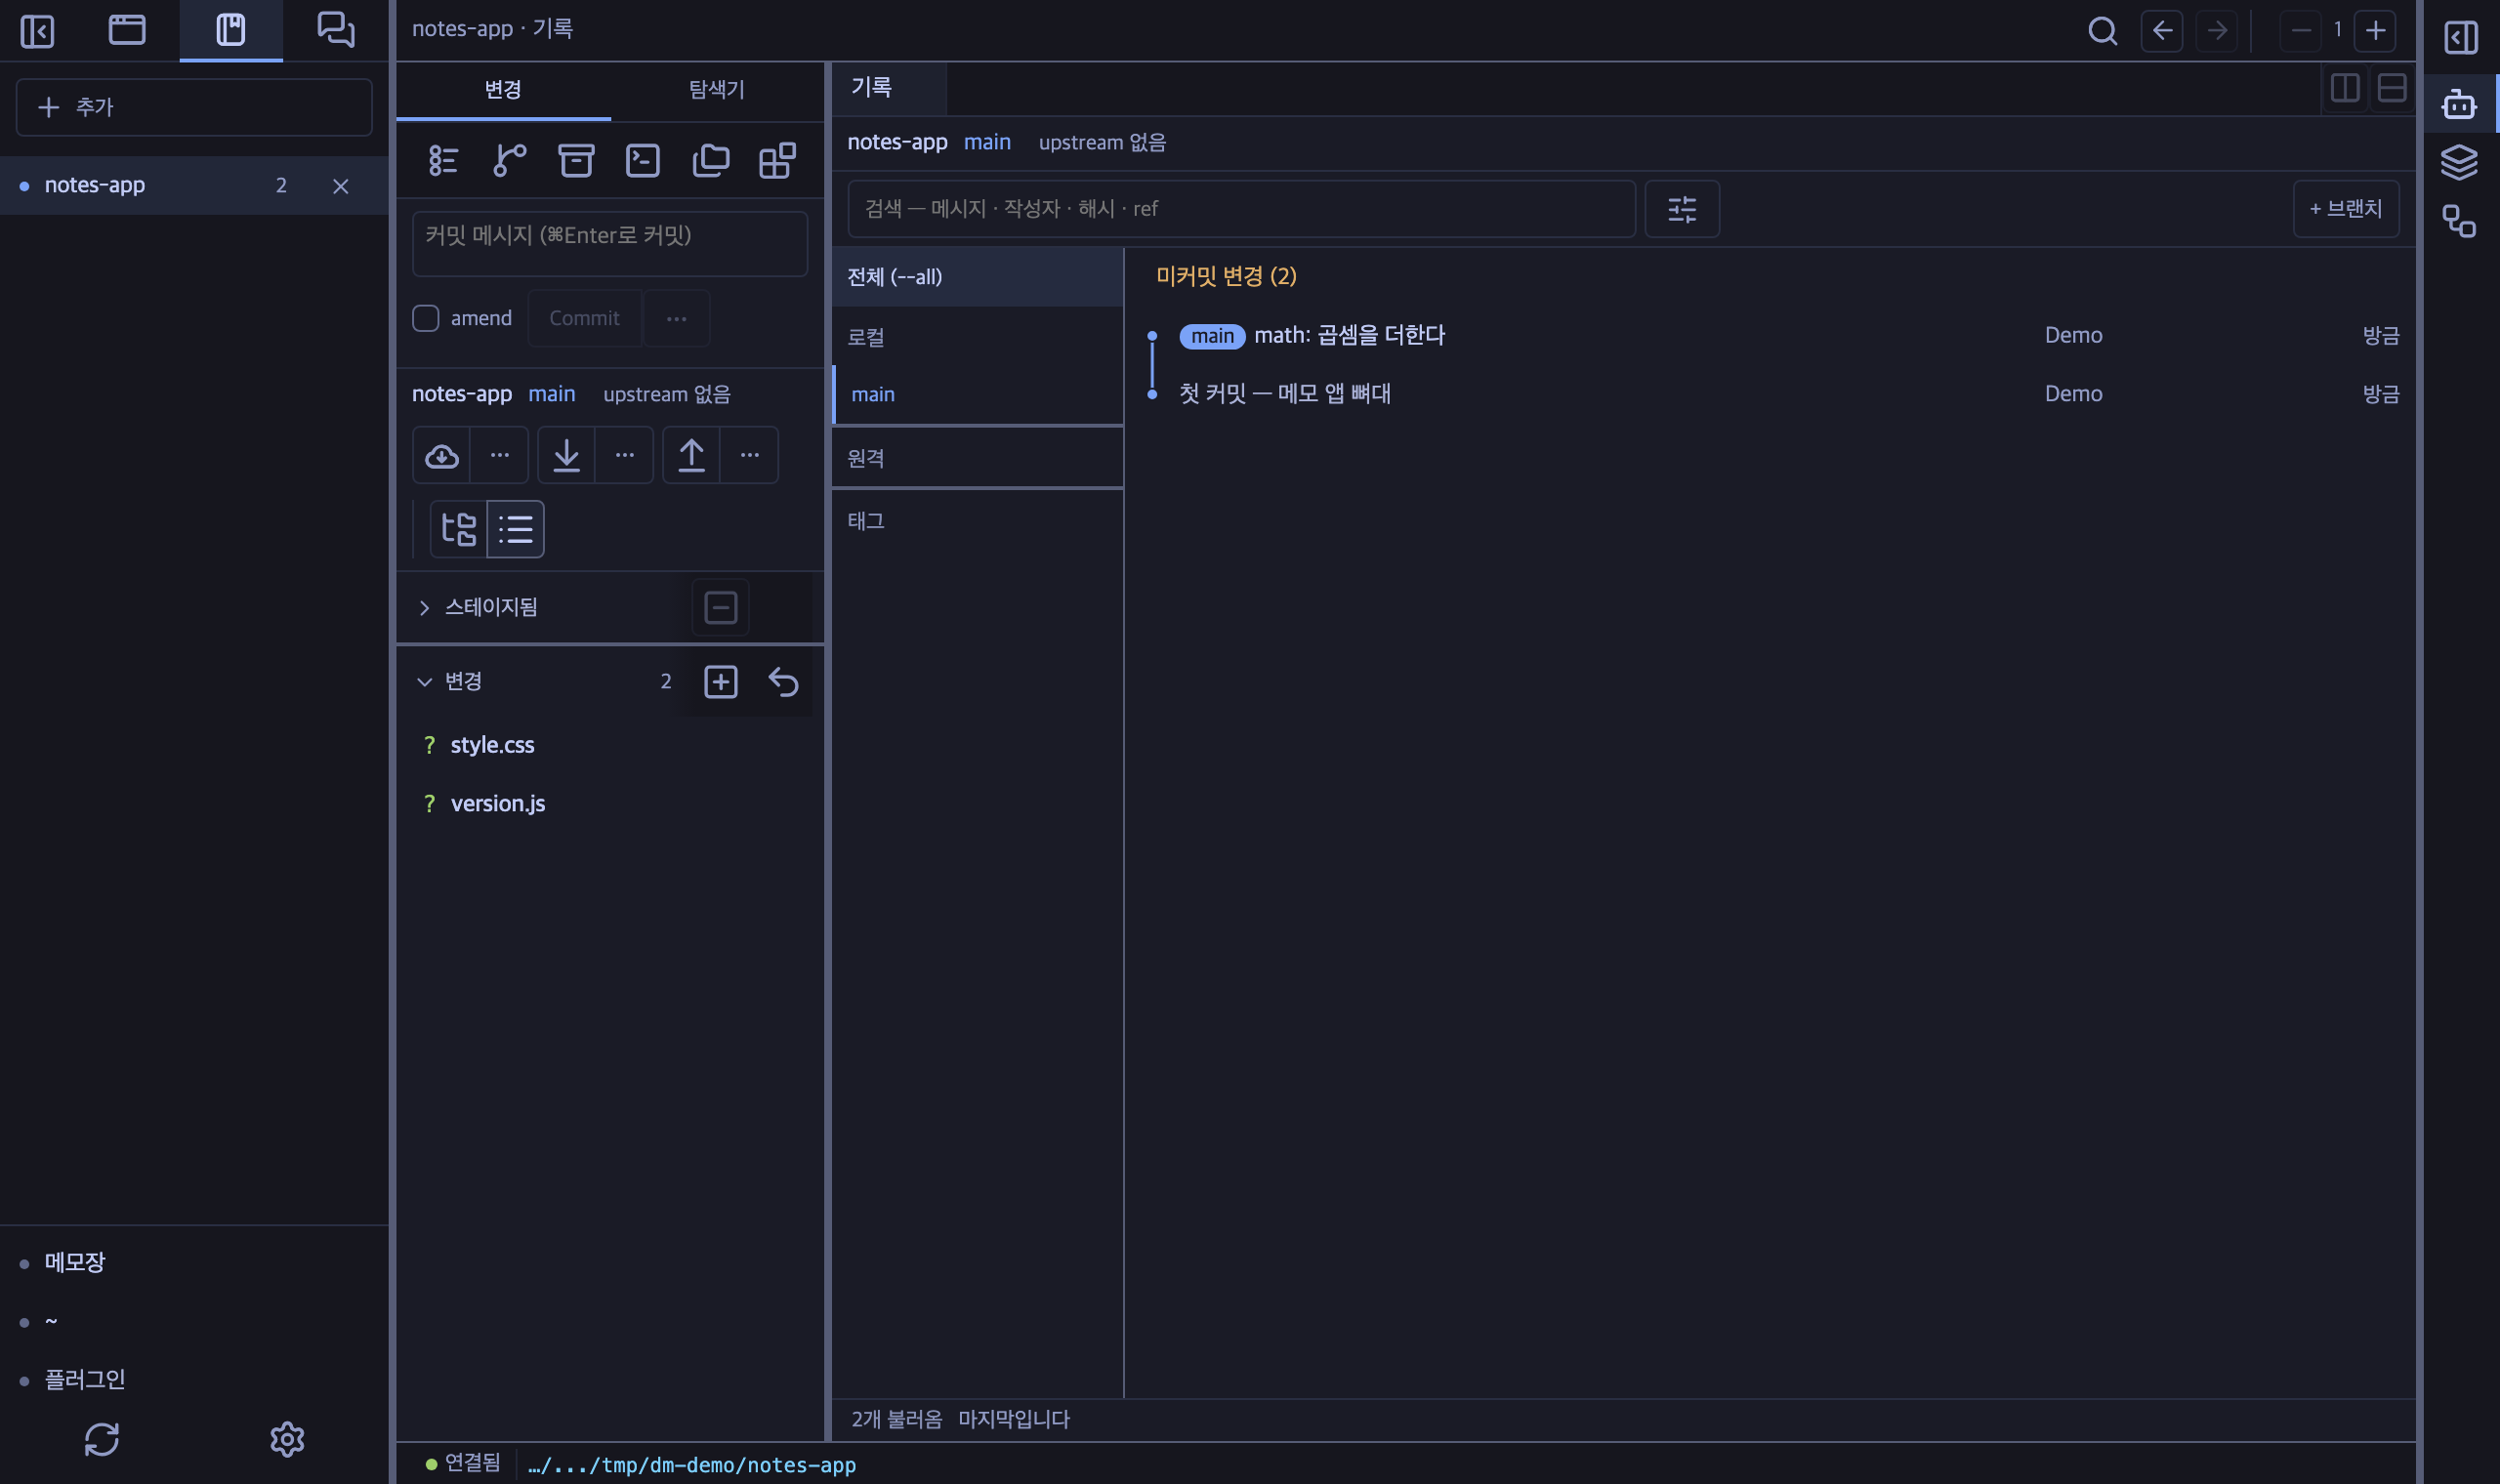 notes-app · 기록
1
추가
notes-app 2
메모장
~
플러그인
변경 탐색기
커밋 메시지 (⌘Enter로 커밋)
amend Commit ···
notes-app main upstream 없음
··· ··· ···
스테이지됨
변경 2
? style.css
? version.js
기록
notes-app main upstream 없음
검색 — 메시지 · 작성자 · 해시 · ref
+ 브랜치
전체 (--all)
로컬
main
원격
태그
미커밋 변경 (2)
main math: 곱셈을 더한다 Demo 방금
첫 커밋 — 메모 앱 뼈대 Demo 방금
2개 불러옴 마지막입니다
연결됨 …/.../tmp/dm-demo/notes-app